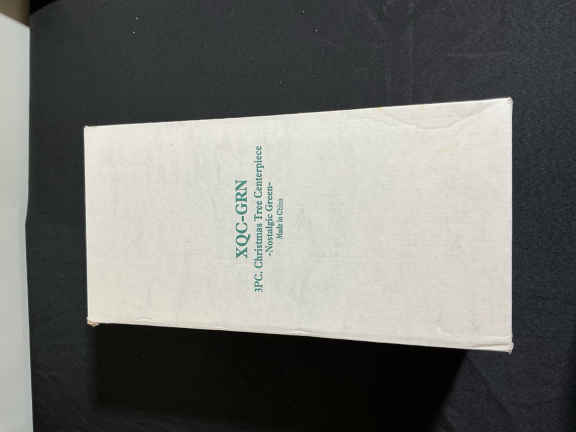 XQC-GRN
3PC. Christmas Tree Centerpiece
-Nostalgic Green-
Made in China